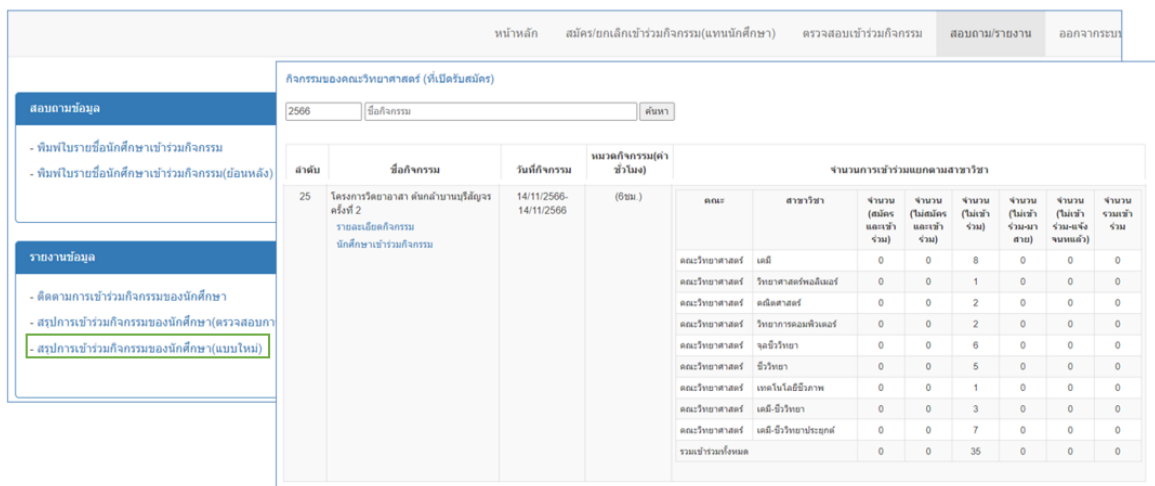 หน้าหลัก สมัคร/ยกเลิกเข้าร่วมกิจกรรม(แทนนักศึกษา) ตรวจสอบเข้าร่วมกิจกรรม สอบถาม/รายงาน ออกจากระบบ
สอบถามข้อมูล
- พิมพ์ใบรายชื่อนักศึกษาเข้าร่วมกิจกรรม
- พิมพ์ใบรายชื่อนักศึกษาเข้าร่วมกิจกรรม(ย้อนหลัง)
รายงานข้อมูล
- ติดตามการเข้าร่วมกิจกรรมของนักศึกษา
- สรุปการเข้าร่วมกิจกรรมของนักศึกษา(ตรวจสอบกา
- สรุปการเข้าร่วมกิจกรรมของนักศึกษา(แบบใหม่)
กิจกรรมของคณะวิทยาศาสตร์ (ที่เปิดรับสมัคร)
2566 ชื่อกิจกรรม ค้นหา
ลำดับ ชื่อกิจกรรม วันที่กิจกรรม หมวดกิจกรรม(ค่า
ชั่วโมง) จำนวนการเข้าร่วมแยกตามสาขาวิชา
25 โครงการวิตยาอาสา ต้นกล้าบานบุรีสัญจร
ครั้งที่ 2
รายละเอียดกิจกรรม
นักศึกษาเข้าร่วมกิจกรรม
14/11/2566-
14/11/2566
(6ชม.)
คณะ สาขาวิชา จำนวน จำนวน จำนวน จำนวน จำนวน จำนวน
(สมัคร (ไม่สมัคร (ไม่เข้า (ไม่เข้า (ไม่เข้า รวมเข้า
และเข้า และเข้า ร่วม) ร่วม-มา ร่วม-แจ้ง ร่วม
ร่วม) ร่วม) สาย) จนทแล้ว)
คณะวิทยาศาสตร์ เคมี 0 0 8 0 0 0
คณะวิทยาศาสตร์ วิทยาศาสตร์พอลิเมอร์ 0 0 1 0 0 0
คณะวิทยาศาสตร์ คณิตศาสตร์ 0 0 2 0 0 0
คณะวิทยาศาสตร์ วิทยาการคอมพิวเตอร์ 0 0 2 0 0 0
คณะวิทยาศาสตร์ จุลชีววิทยา 0 0 6 0 0 0
คณะวิทยาศาสตร์ ชีววิทยา 0 0 5 0 0 0
คณะวิทยาศาสตร์ เทคโนโลยีชีวภาพ 0 0 1 0 0 0
คณะวิทยาศาสตร์ เคมี-ชีววิทยา 0 0 3 0 0 0
คณะวิทยาศาสตร์ เคมี-ชีววิทยาประยุกต์ 0 0 7 0 0 0
รวมเข้าร่วมทั้งหมด 0 0 35 0 0 0